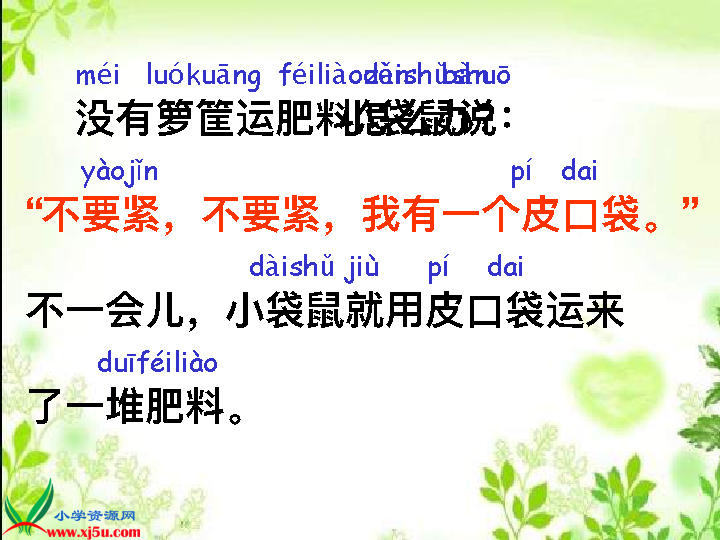 méi luókuāng féiliào
没有箩筐运肥料 袋鼠说：
yàojǐn pí dai
“不要紧，不要紧，我有一个皮口袋。”
dàishǔ jiù pí dai
不一会儿，小袋鼠就用皮口袋运来
duīféiliào
了一堆肥料。
小学资源网
www.xj5u.com